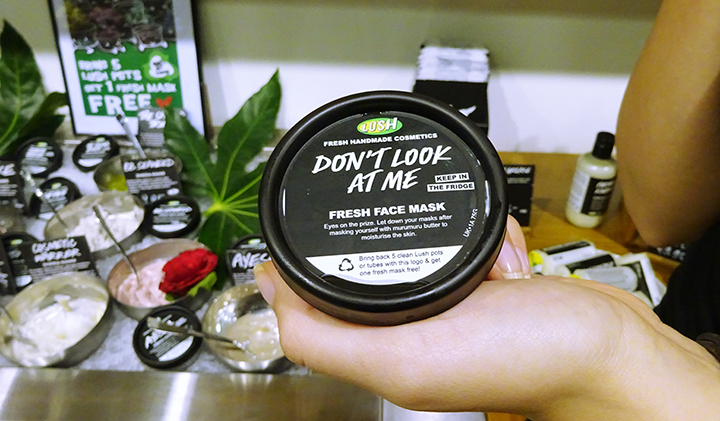 BRING 5
LUSH POTS
GET 1 FRESH MASK
FREE
LUSH
FRESH HANDMADE COSMETICS
DON'T LOOK
AT ME
KEEP IN
THE FRIDGE
FRESH FACE MASK
Eyes on the prize. Let down your masks after
masking yourself with murumuru butter to
moisturise the skin.
Bring back 5 clean Lush pots
or tubes with this logo & get
one fresh mask free!
COSMETIC WARRIOR